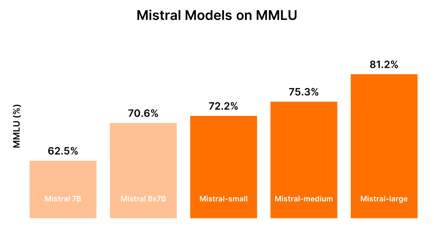 Mistral Models on MMLU
MMLU (%)
62.5%
70.6%
72.2%
75.3%
81.2%
Mistral 7B
Mistral 8x7B
Mistral-small
Mistral-medium
Mistral-large